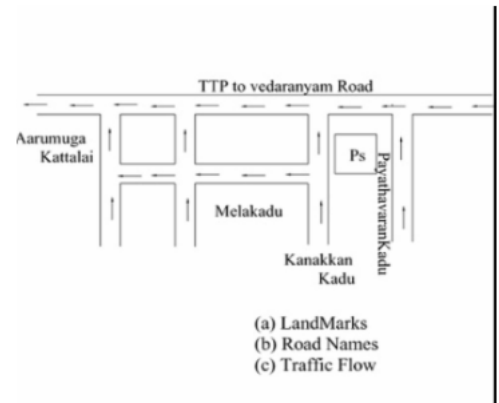 TTP to vedaranyam Road
Aarumuga
Kattalai
Ps
PayathavaranKadu
Melakadu
Kanakkan
Kadu
(a) LandMarks
(b) Road Names
(c) Traffic Flow